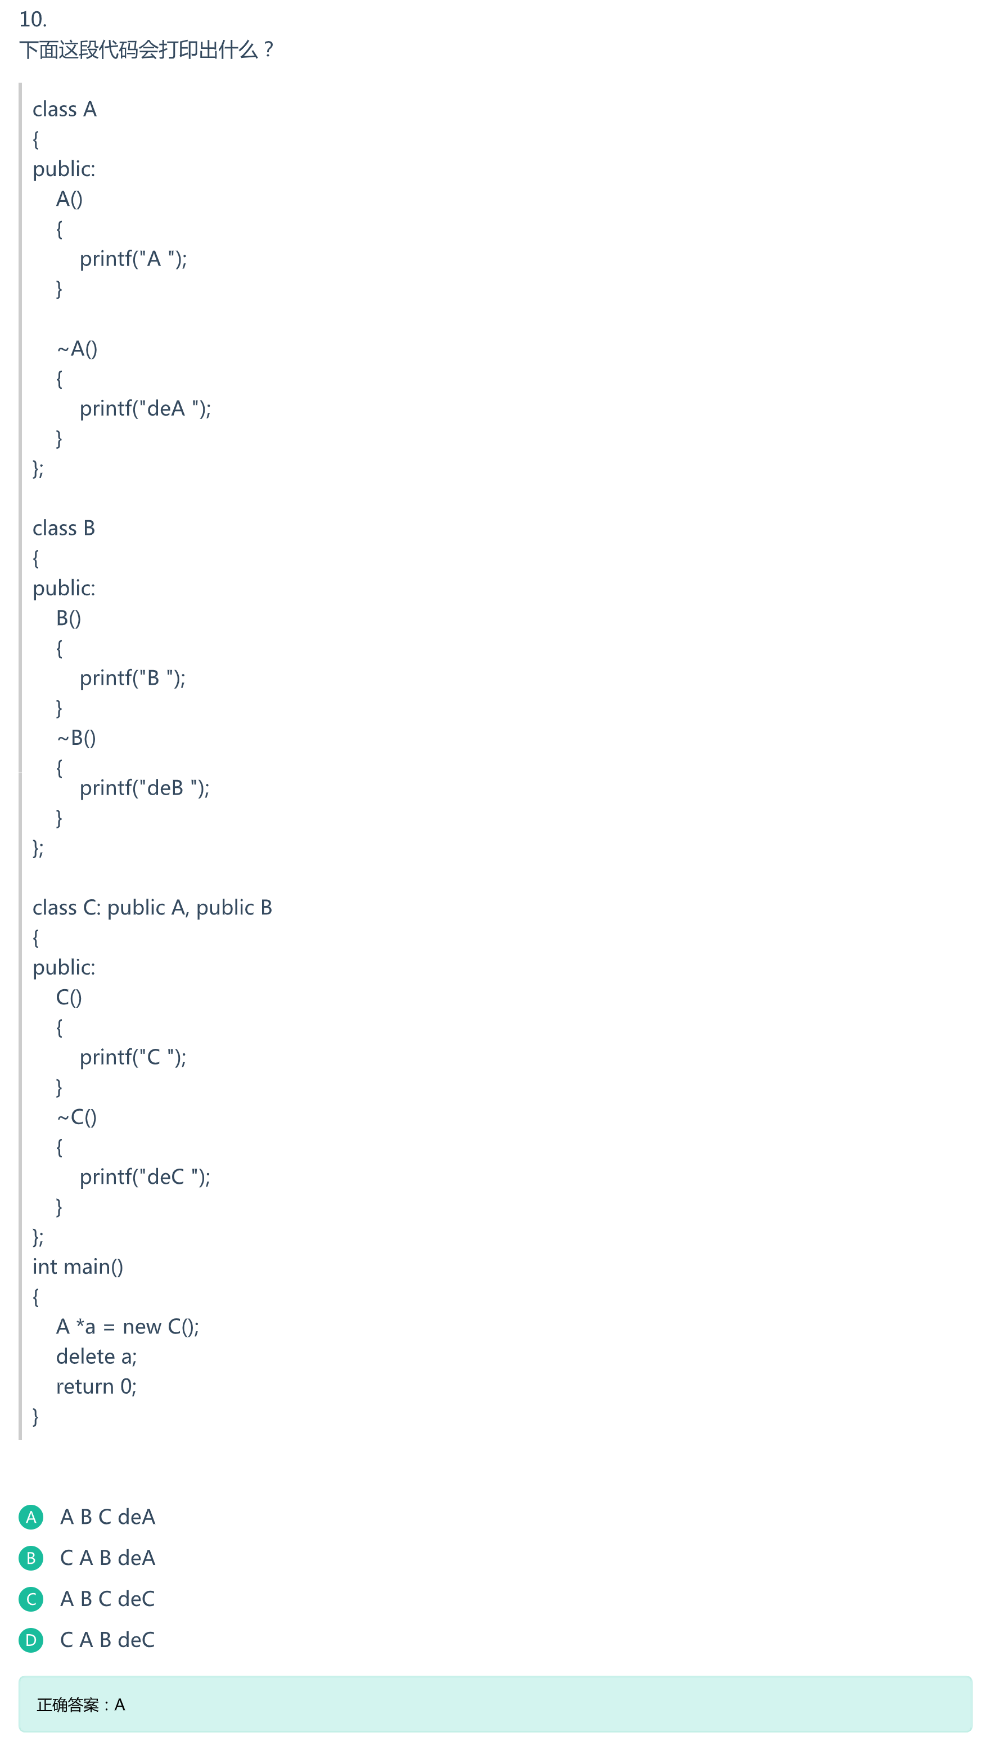 10.
下面这段代码会打印出什么？
class A
{
public:
A()
{
printf("A ");
}
~A()
{
printf("deA ");
}
};
class B
{
public:
B()
{
printf("B ");
}
~B()
{
printf("deB ");
}
};
class C: public A, public B
{
public:
C()
{
printf("C ");
}
~C()
{
printf("deC ");
}
};
int main()
{
A *a = new C();
delete a;
return 0;
}
A A B C deA
B C A B deA
C A B C deC
D C A B deC
正确答案：A